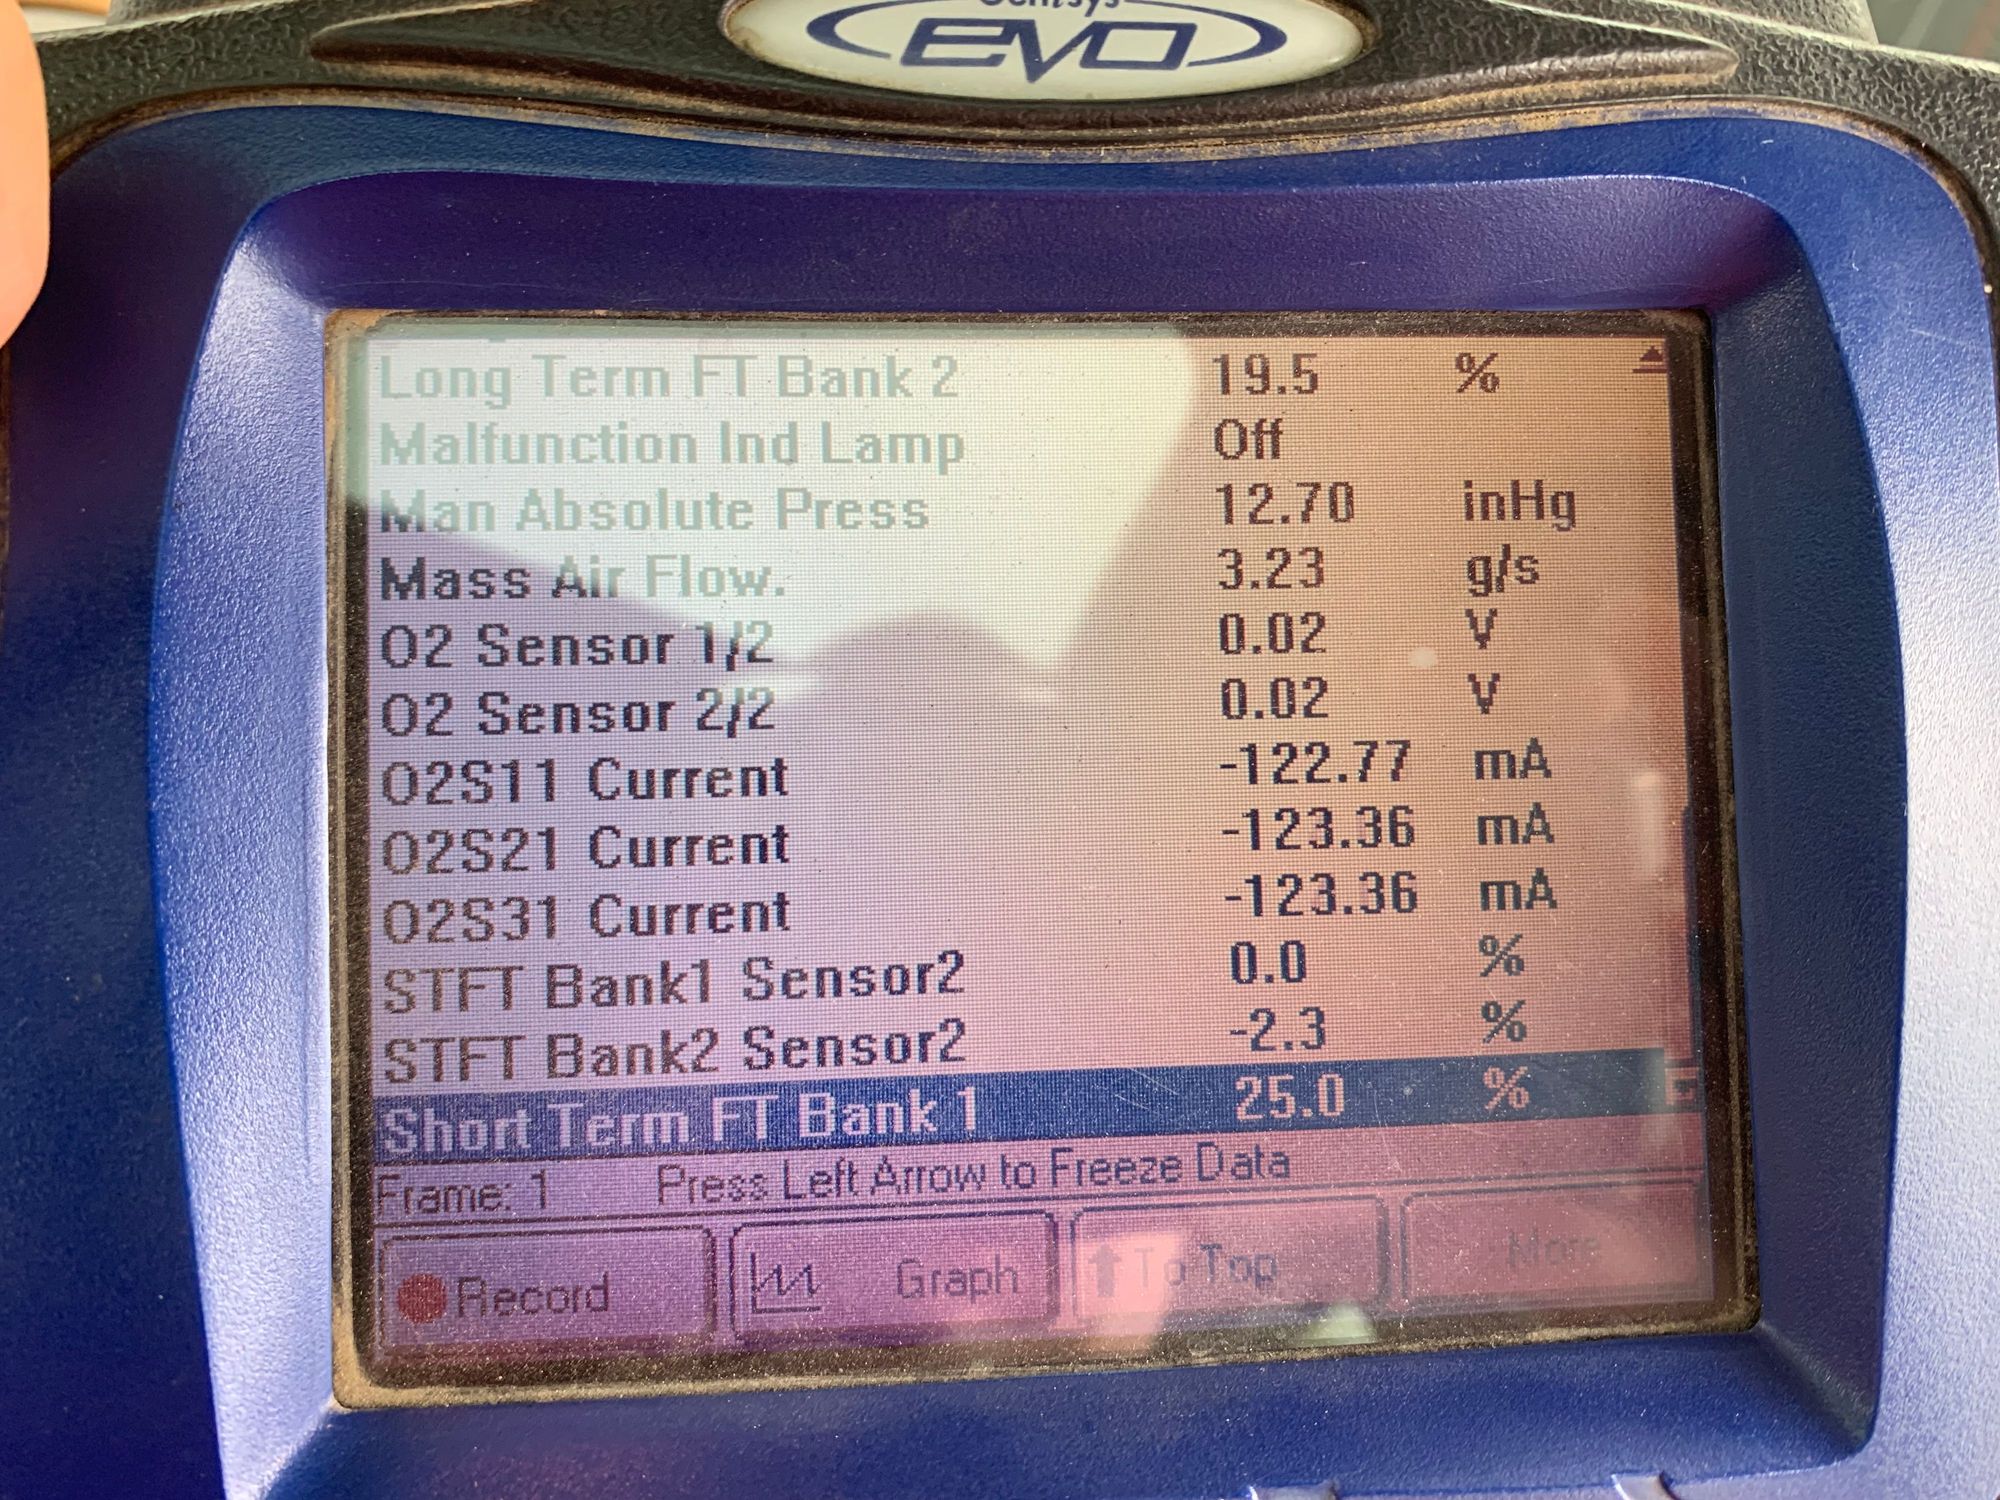 Genisys
EVO
Long Term FT Bank 2 19.5 %
Malfunction Ind Lamp Off
Man Absolute Press 12.70 inHg
Mass Air Flow. 3.23 g/s
O2 Sensor 1/2 0.02 V
O2 Sensor 2/2 0.02 V
O2S11 Current -122.77 mA
O2S21 Current -123.36 mA
O2S31 Current -123.36 mA
STFT Bank1 Sensor2 0.0 %
STFT Bank2 Sensor2 -2.3 %
Short Term FT Bank 1 25.0 %
Frame: 1 Press Left Arrow to Freeze Data
Record Graph To Top More